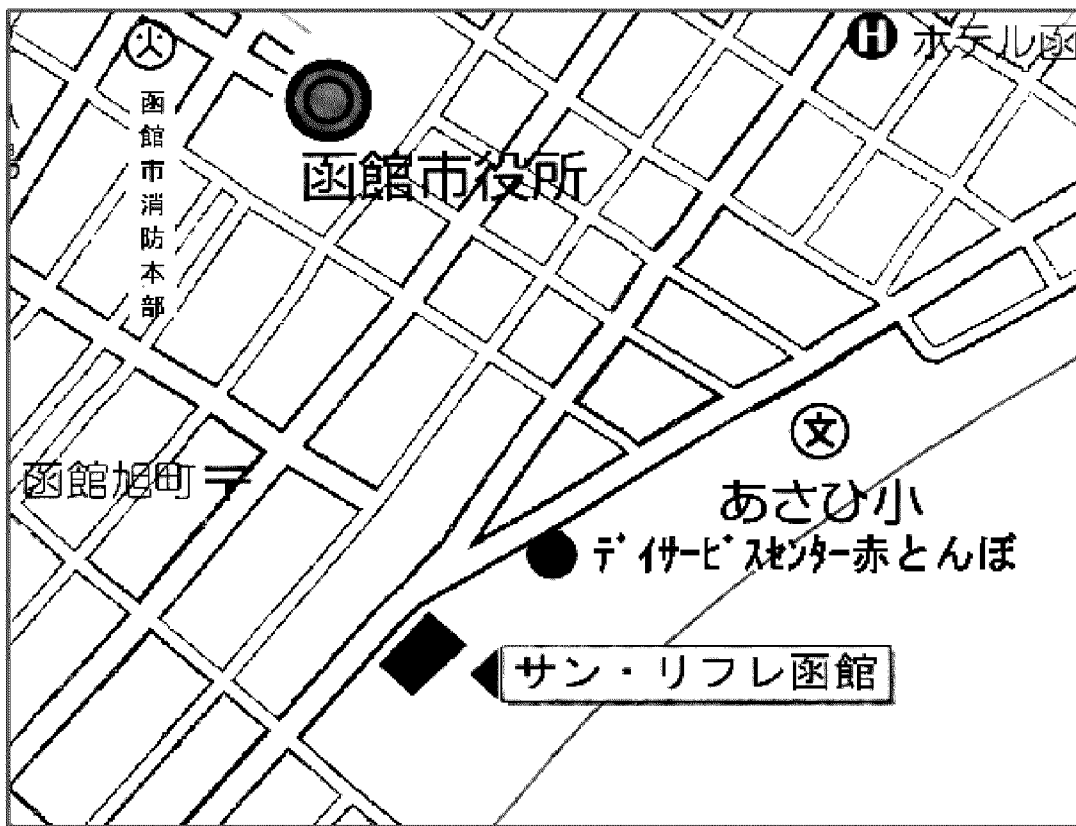 H ホテル函
函館市消防本部
函館市役所
函館旭町〒
文
あさひ小
デイサービスセンター赤とんぼ
サン・リフレ函館